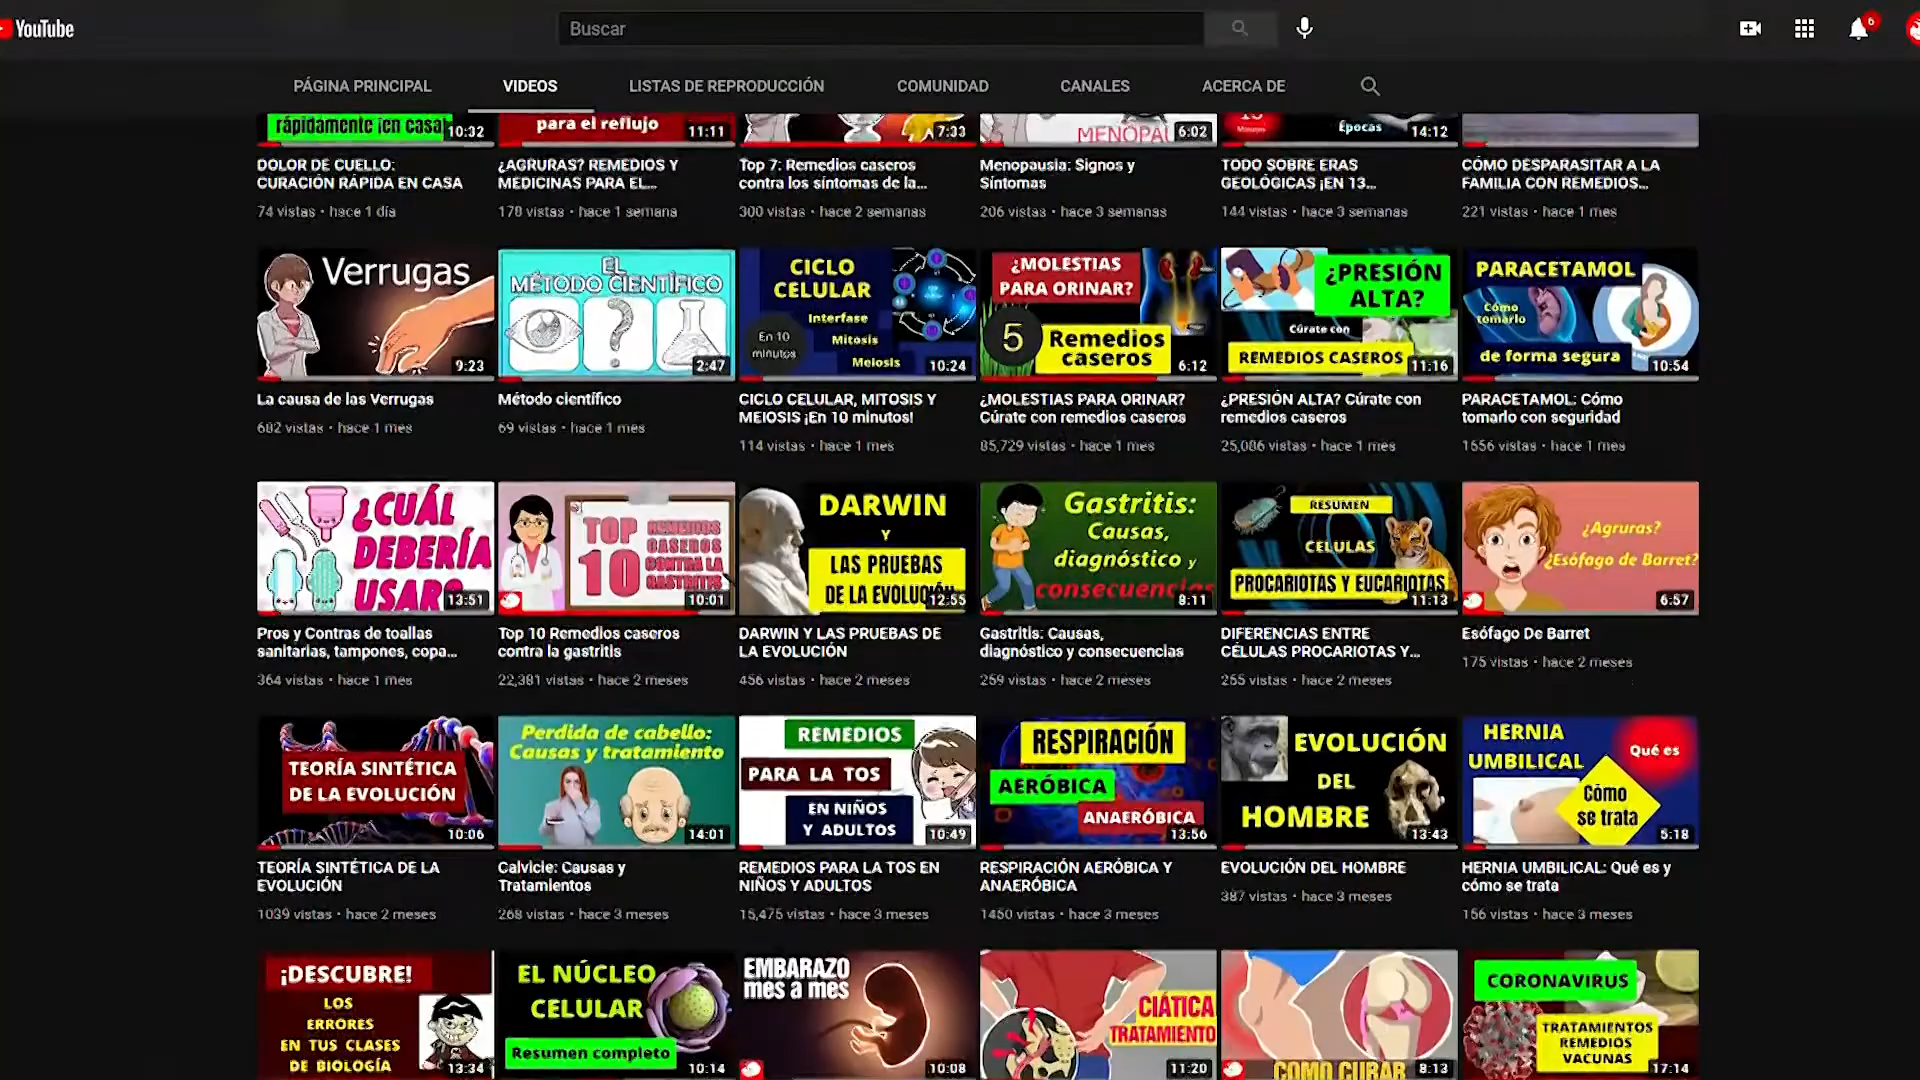 YouTube
Buscar
6
PÁGINA PRINCIPAL
VIDEOS
LISTAS DE REPRODUCCIÓN
COMUNIDAD
CANALES
ACERCA DE
rápidamente ¡en casa!
10:32
para el reflujo
11:11
7:33
MENOPAU
6:02
Minutos
Épocas
14:12
DOLOR DE CUELLO:
CURACIÓN RÁPIDA EN CASA
74 vistas • hace 1 día
¿AGRURAS? REMEDIOS Y
MEDICINAS PARA EL...
170 vistas • hace 1 semana
Top 7: Remedios caseros
contra los síntomas de la...
300 vistas • hace 2 semanas
Menopausia: Signos y
Síntomas
206 vistas • hace 3 semanas
TODO SOBRE ERAS
GEOLÓGICAS ¡EN 13...
144 vistas • hace 3 semanas
CÓMO DESPARASITAR A LA
FAMILIA CON REMEDIOS...
221 vistas • hace 1 mes
Verrugas
9:23
EL
MÉTODO CIENTÍFICO
2:47
CICLO
CELULAR
Interfase
Mitosis
Meiosis
En 10
minutos
10:24
¿MOLESTIAS
PARA ORINAR?
5
Remedios
caseros
6:12
¿PRESIÓN
ALTA?
Cúrate con
REMEDIOS CASEROS
11:16
PARACETAMOL
Cómo
tomarlo
de forma segura
10:54
La causa de las Verrugas
602 vistas • hace 1 mes
Método científico
69 vistas • hace 1 mes
CICLO CELULAR, MITOSIS Y
MEIOSIS ¡En 10 minutos!
114 vistas • hace 1 mes
¿MOLESTIAS PARA ORINAR?
Cúrate con remedios caseros
85,729 vistas • hace 1 mes
¿PRESIÓN ALTA? Cúrate con
remedios caseros
25,086 vistas • hace 1 mes
PARACETAMOL: Cómo
tomarlo con seguridad
1556 vistas • hace 1 mes
¿CUÁL
DEBERÍA
USAR?
13:51
TOP
10
REMEDIOS
CASEROS
CONTRA LA
GASTRITIS
10:01
DARWIN
Y
LAS PRUEBAS
DE LA EVOLUCIÓN
12:55
Gastritis:
Causas,
diagnóstico y
consecuencias
8:11
RESUMEN
CELULAS
PROCARIOTAS Y EUCARIOTAS
11:13
¿Agruras?
¿Esófago de Barret?
6:57
Pros y Contras de toallas
sanitarias, tampones, copa...
364 vistas • hace 1 mes
Top 10 Remedios caseros
contra la gastritis
22,381 vistas • hace 2 meses
DARWIN Y LAS PRUEBAS DE
LA EVOLUCIÓN
456 vistas • hace 2 meses
Gastritis: Causas,
diagnóstico y consecuencias
259 vistas • hace 2 meses
DIFERENCIAS ENTRE
CÉLULAS PROCARIOTAS Y...
255 vistas • hace 2 meses
Esófago De Barret
175 vistas • hace 2 meses
TEORÍA SINTÉTICA
DE LA EVOLUCIÓN
10:06
Perdida de cabello:
Causas y tratamiento
14:01
REMEDIOS
PARA LA TOS
EN NIÑOS
Y ADULTOS
10:49
RESPIRACIÓN
AERÓBICA
ANAERÓBICA
13:56
EVOLUCIÓN
DEL
HOMBRE
13:43
HERNIA
UMBILICAL
Qué es
Cómo
se trata
5:18
TEORÍA SINTÉTICA DE LA
EVOLUCIÓN
1039 vistas • hace 2 meses
Calvicie: Causas y
Tratamientos
268 vistas • hace 3 meses
REMEDIOS PARA LA TOS EN
NIÑOS Y ADULTOS
15,475 vistas • hace 3 meses
RESPIRACIÓN AERÓBICA Y
ANAERÓBICA
1450 vistas • hace 3 meses
EVOLUCIÓN DEL HOMBRE
387 vistas • hace 3 meses
HERNIA UMBILICAL: Qué es y
cómo se trata
156 vistas • hace 3 meses
¡DESCUBRE!
LOS
ERRORES
EN TUS CLASES
DE BIOLOGÍA
13:34
EL NÚCLEO
CELULAR
Resumen completo
10:14
EMBARAZO
mes a mes
10:08
CIÁTICA
TRATAMIENTO
11:20
COMO CURAR
8:13
CORONAVIRUS
TRATAMIENTOS
REMEDIOS
VACUNAS
17:14